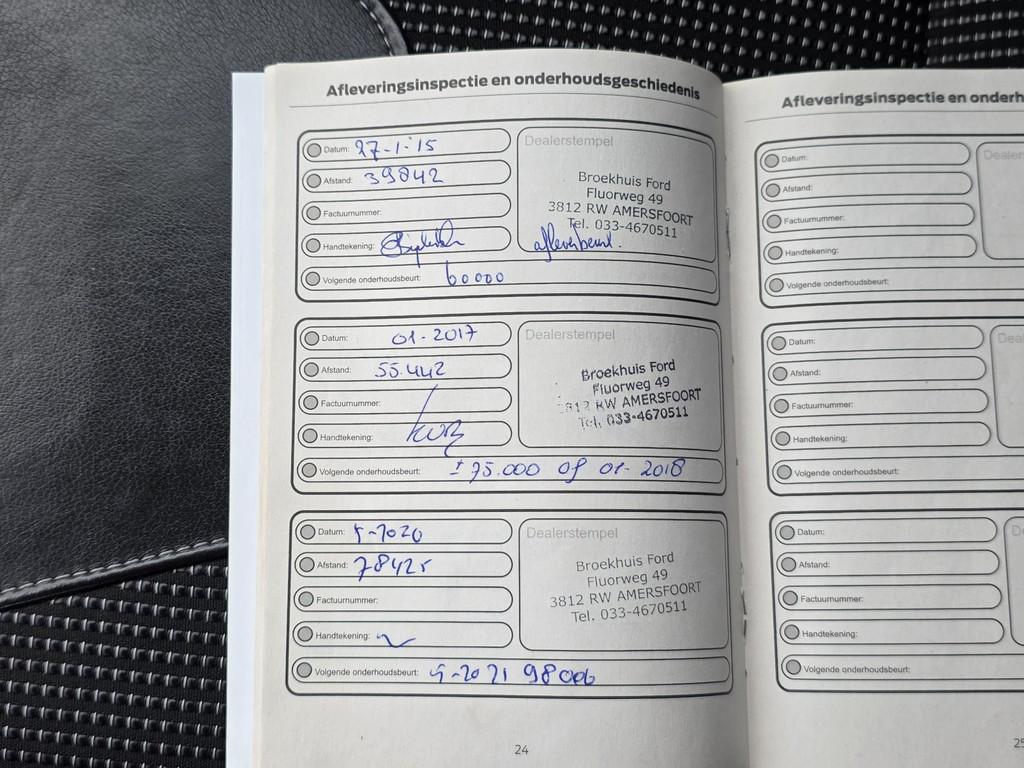 Afleveringsinspectie en onderhoudsgeschiedenis
Datum: 27-1-'15
Afstand: 39842
Factuurnummer:
Handtekening:
Volgende onderhoudsbeurt: 60000
Dealerstempel
Broekhuis Ford
Fluorweg 49
3812 RW AMERSFOORT
Tel. 033-4670511
afleverbeurt.
Datum: 01-2017
Afstand: 55.442
Factuurnummer:
Handtekening:
Volgende onderhoudsbeurt: ± 75.000 of 01-2018
Dealerstempel
Broekhuis Ford
Fluorweg 49
3812 RW AMERSFOORT
Tel. 033-4670511
Datum: 5-2020
Afstand: 78425
Factuurnummer:
Handtekening:
Volgende onderhoudsbeurt: 5-2021 98000
Dealerstempel
Broekhuis Ford
Fluorweg 49
3812 RW AMERSFOORT
Tel. 033-4670511
24
Afleveringsinspectie en onderh
Datum:
Afstand:
Factuurnummer:
Handtekening:
Volgende onderhoudsbeurt:
Dealer
Datum:
Afstand:
Factuurnummer:
Handtekening:
Volgende onderhoudsbeurt:
Dea
Datum:
Afstand:
Factuurnummer:
Handtekening:
Volgende onderhoudsbeurt:
D
25